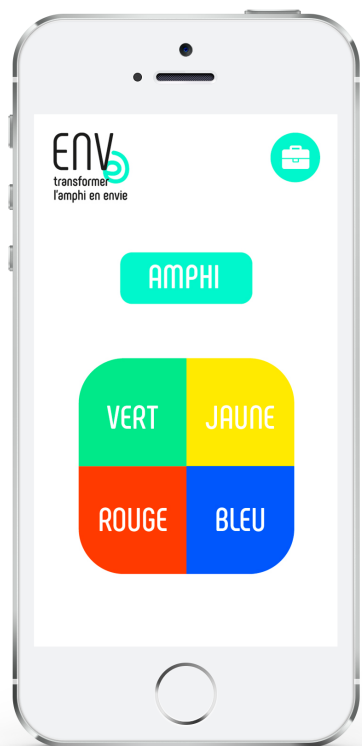 ENV
transformer
l'amphi en envie
AMPHI
VERT JAUNE
ROUGE BLEU